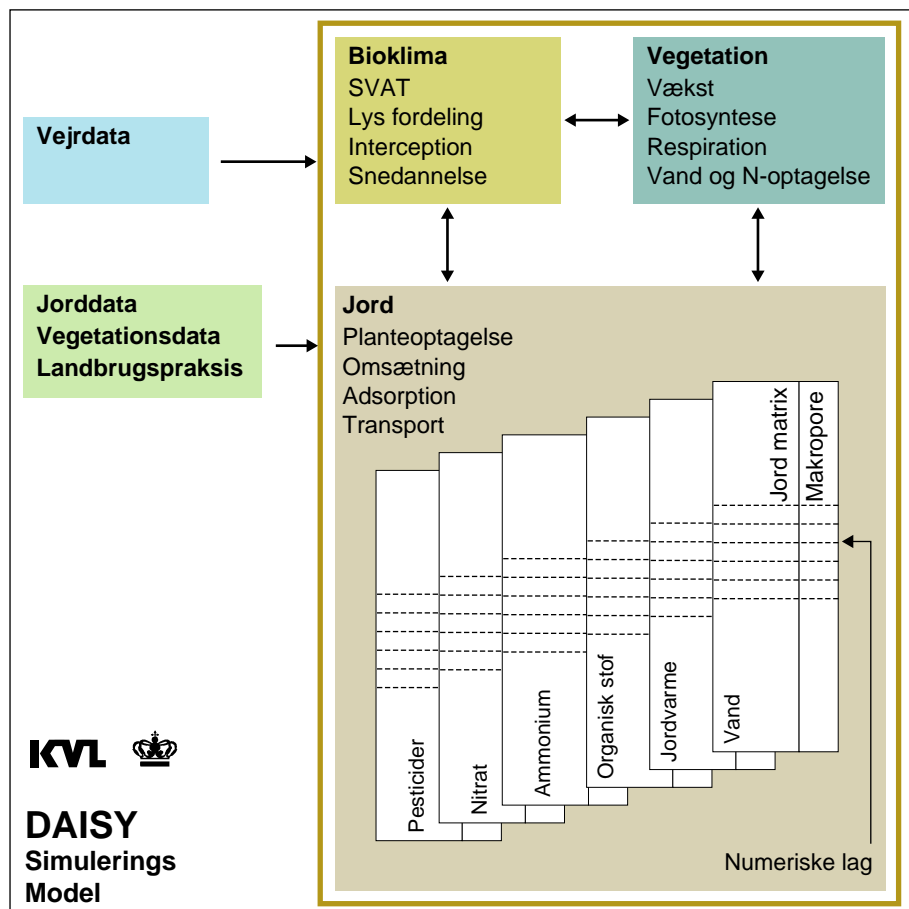 Vejrdata
Jorddata
Vegetationsdata
Landbrugspraksis
Bioklima
SVAT
Lys fordeling
Interception
Snedannelse
Vegetation
Vækst
Fotosyntese
Respiration
Vand og N-optagelse
Jord
Planteoptagelse
Omsætning
Adsorption
Transport
Pesticider
Nitrat
Ammonium
Organisk stof
Jordvarme
Vand
Jord matrix
Makropore
Numeriske lag
KVL
DAISY
Simulerings
Model